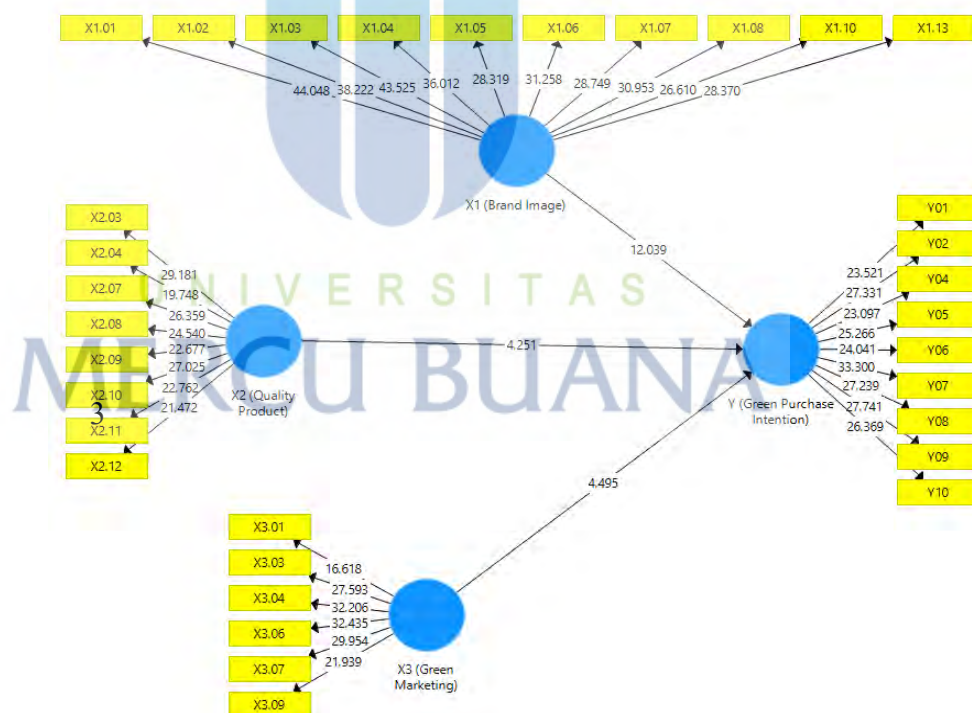 X1.01 X1.02 X1.03 X1.04 X1.05 X1.06 X1.07 X1.08 X1.10 X1.13
44.048 38.222 43.525 36.012 28.319 31.258 28.749 30.953 26.610 28.370
X1 (Brand Image)
12.039
X2.03
X2.04
X2.07
X2.08
X2.09
X2.10
X2.11
X2.12
29.181
19.748
26.359
24.540
22.677
27.025
22.762
21.472
3
X2 (Quality
Product)
4.251
UNIVERSITAS
MERCU BUANA
Y (Green Purchase
Intention)
23.521
27.331
23.097
25.266
24.041
33.300
27.239
27.741
26.369
Y01
Y02
Y04
Y05
Y06
Y07
Y08
Y09
Y10
4.495
X3.01
X3.03
X3.04
X3.06
X3.07
X3.09
16.618
27.593
32.206
32.435
29.954
21.939
X3 (Green
Marketing)